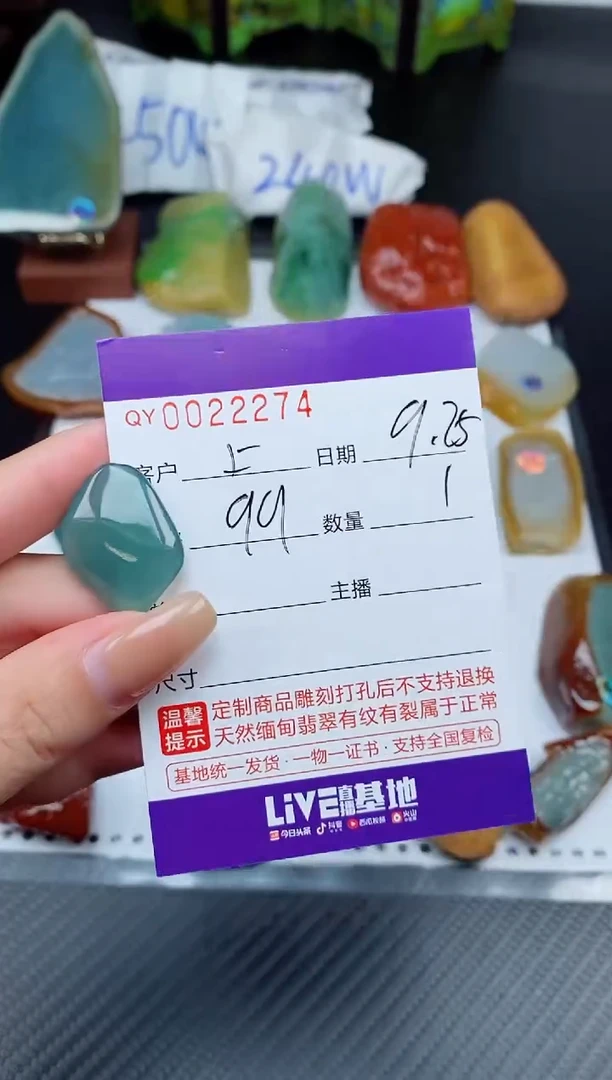 50W
240W
QY0022274
客户 上 日期 9.25
99 数量 1
主播
尺寸
温馨提示
定制商品雕刻打孔后不支持退换
天然缅甸翡翠有纹有裂属于正常
基地统一发货·一物一证书·支持全国复检
LiVE直播基地
今日头条 抖音 西瓜视频 火山